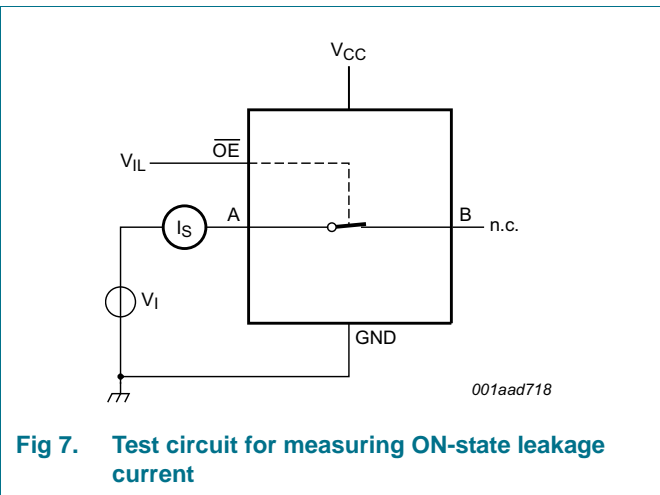 VCC
OE
VIL
A
B
n.c.
IS
VI
GND
001aad718
Fig 7. Test circuit for measuring ON-state leakage
current